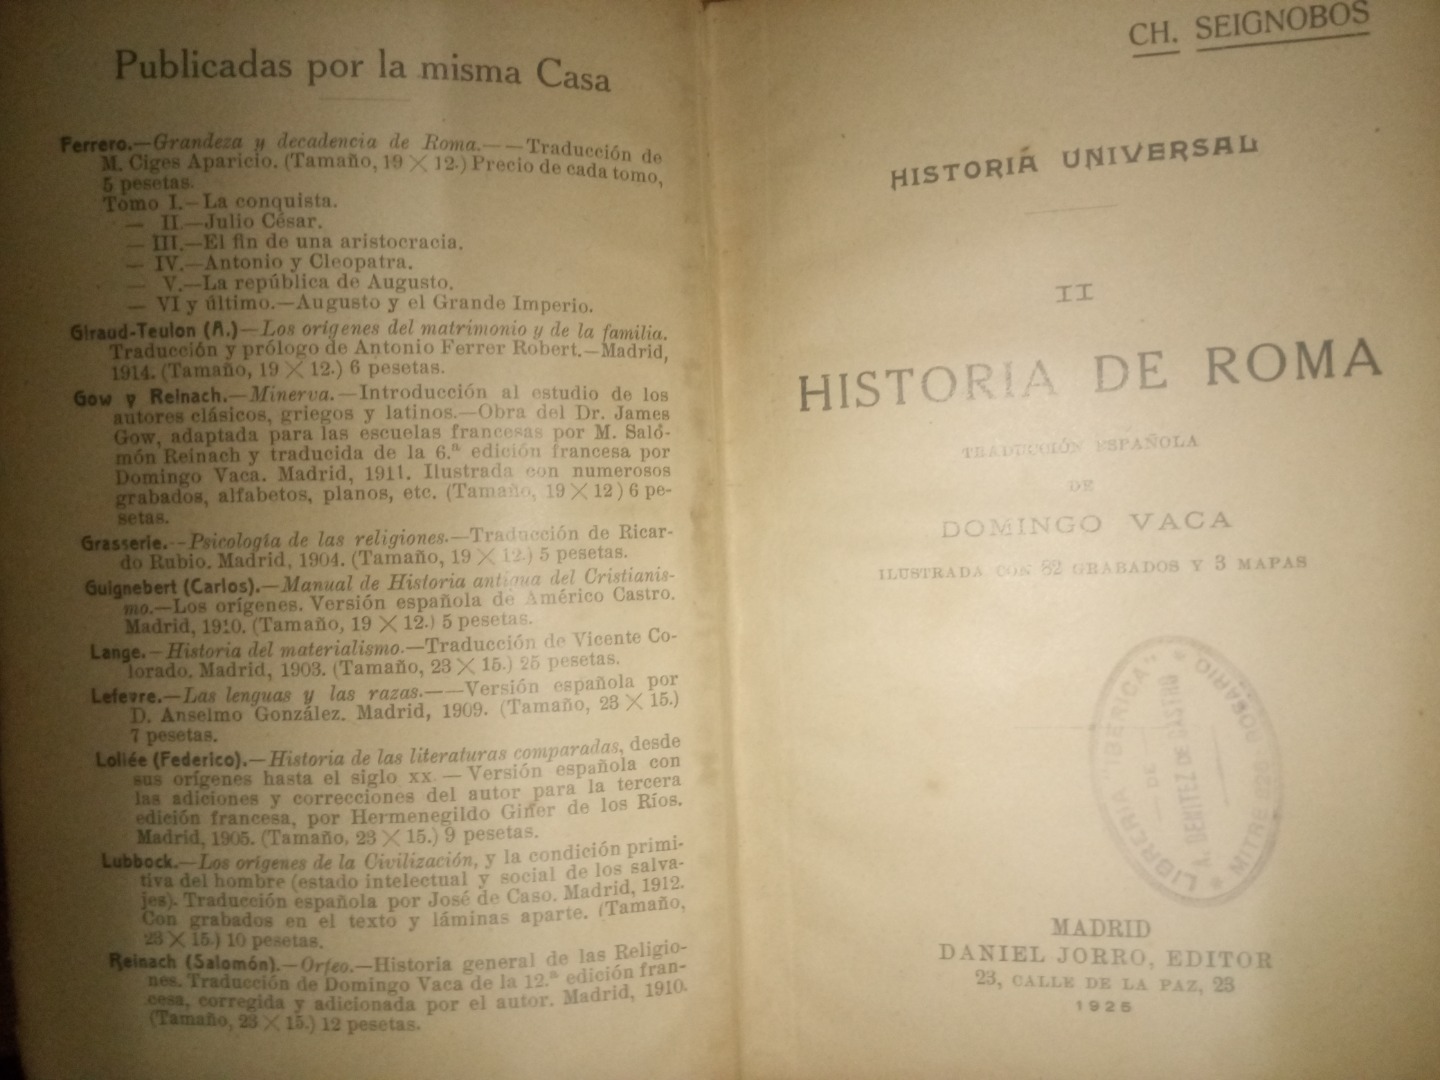 Publicadas por la misma Casa
Ferrero.—Grandeza y decadencia de Roma.——Traducción de
M. Ciges Aparicio. (Tamaño, 19 × 12.) Precio de cada tomo,
5 pesetas.
Tomo I.—La conquista.
— II.—Julio César.
— III.—El fin de una aristocracia.
— IV.—Antonio y Cleopatra.
— V.—La república de Augusto.
— VI y último.—Augusto y el Grande Imperio.
Giraud-Teulon (A.)—Los orígenes del matrimonio y de la familia.
Traducción y prólogo de Antonio Ferrer Robert.—Madrid,
1914. (Tamaño, 19 × 12.) 6 pesetas.
Gow y Reinach.—Minerva.—Introducción al estudio de los
autores clásicos, griegos y latinos.—Obra del Dr. James
Gow, adaptada para las escuelas francesas por M. Saló-
món Reinach y traducida de la 6.ª edición francesa por
Domingo Vaca. Madrid, 1911. Ilustrada con numerosos
grabados, alfabetos, planos, etc. (Tamaño, 19 × 12) 6 pe-
setas.
Grasserie.--Psicología de las religiones.—Traducción de Ricar-
do Rubio. Madrid, 1904. (Tamaño, 19 × 12.) 5 pesetas.
Guignebert (Carlos).—Manual de Historia antigua del Cristianis-
mo.—Los orígenes. Versión española de Américo Castro.
Madrid, 1910. (Tamaño, 19 × 12.) 5 pesetas.
Lange.—Historia del materialismo.—Traducción de Vicente Co-
lorado. Madrid, 1903. (Tamaño, 23 × 15.) 25 pesetas.
Lefevre.—Las lenguas y las razas.——Versión española por
D. Anselmo González. Madrid, 1909. (Tamaño, 23 × 15.)
7 pesetas.
Loliée (Federico).—Historia de las literaturas comparadas, desde
sus orígenes hasta el siglo XX.—Versión española con
las adiciones y correcciones del autor para la tercera
edición francesa, por Hermenegildo Giner de los Ríos.
Madrid, 1905. (Tamaño, 23 × 15.) 9 pesetas.
Lubbock.—Los orígenes de la Civilización, y la condición primi-
tiva del hombre (estado intelectual y social de los salva-
jes). Traducción española por José de Caso. Madrid, 1912.
Con grabados en el texto y láminas aparte. (Tamaño,
23 × 15.) 10 pesetas.
Reinach (Salomón).—Orfeo.—Historia general de las Religio-
nes. Traducción de Domingo Vaca de la 12.ª edición fran-
cesa, corregida y adicionada por el autor. Madrid, 1910.
(Tamaño, 23 × 15.) 12 pesetas.
CH. SEIGNOBOS
HISTORIA UNIVERSAL
II
HISTORIA DE ROMA
TRADUCCIÓN ESPAÑOLA
DE
DOMINGO VACA
ILUSTRADA CON 82 GRABADOS Y 3 MAPAS
LIBRERIA IBERICA"
DE
A. BENITEZ DE CASTRO
* MITRE 820 ROSARIO *
MADRID
DANIEL JORRO, EDITOR
23, CALLE DE LA PAZ, 23
1925